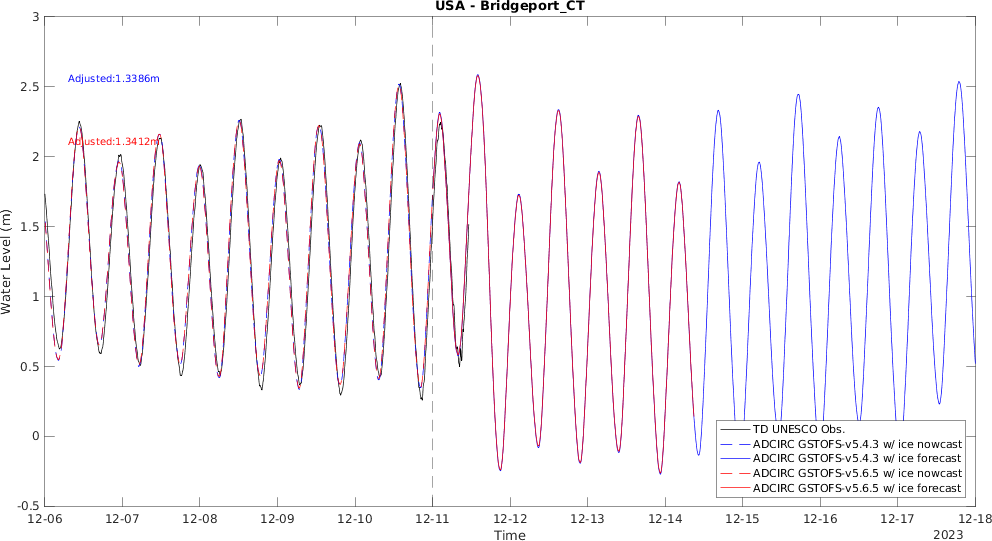 USA - Bridgeport_CT
3
2.5
2
1.5
1
0.5
0
-0.5
Water Level (m)
Adjusted:1.3386m
Adjusted:1.3412m
TD UNESCO Obs.
ADCIRC GSTOFS-v5.4.3 w/ ice nowcast
ADCIRC GSTOFS-v5.4.3 w/ ice forecast
ADCIRC GSTOFS-v5.6.5 w/ ice nowcast
ADCIRC GSTOFS-v5.6.5 w/ ice forecast
12-06 12-07 12-08 12-09 12-10 12-11 12-12 12-13 12-14 12-15 12-16 12-17 12-18
Time
2023